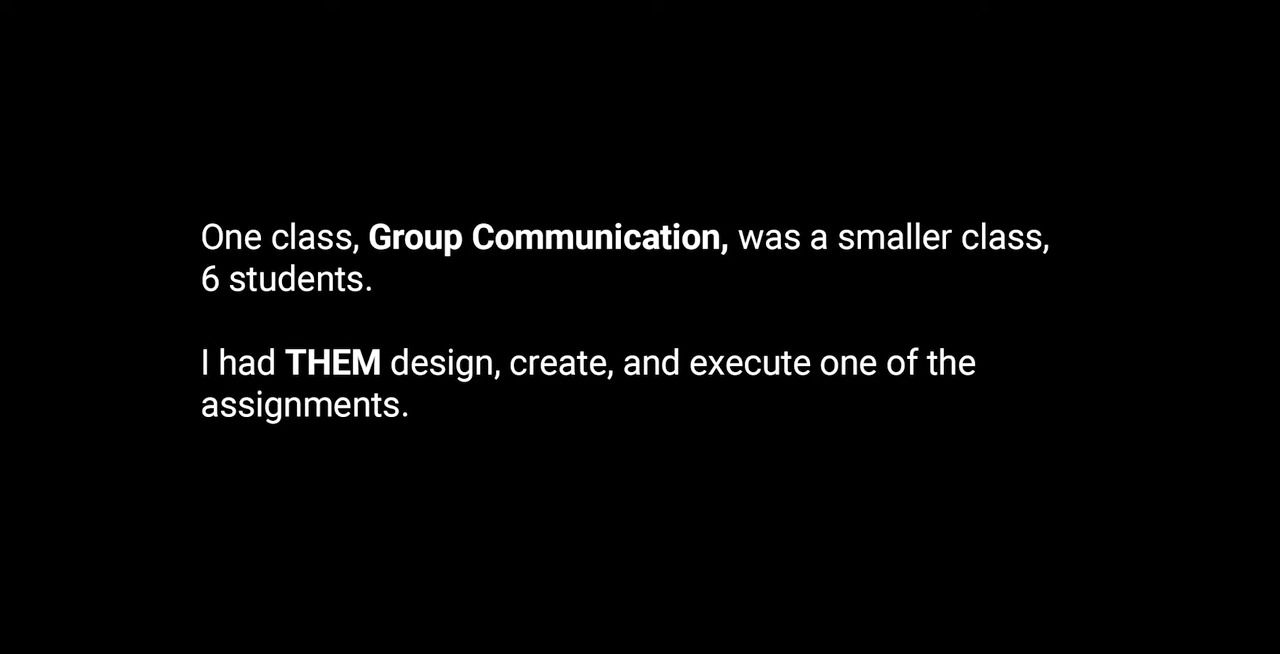 One class, Group Communication, was a smaller class,
6 students.
I had THEM design, create, and execute one of the
assignments.